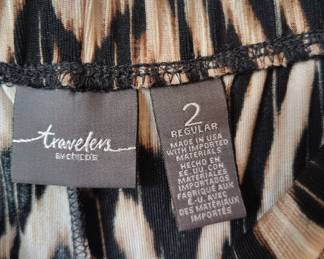 travelers
BY CHICO'S
2
REGULAR
MADE IN USA
WITH IMPORTED
MATERIALS
HECHO EN
EE.UU. CON
MATERIALES
IMPORTADOS
FABRIQUÉ AUX
É.-U. AVEC
DES MATÉRIAUX
IMPORTÉS